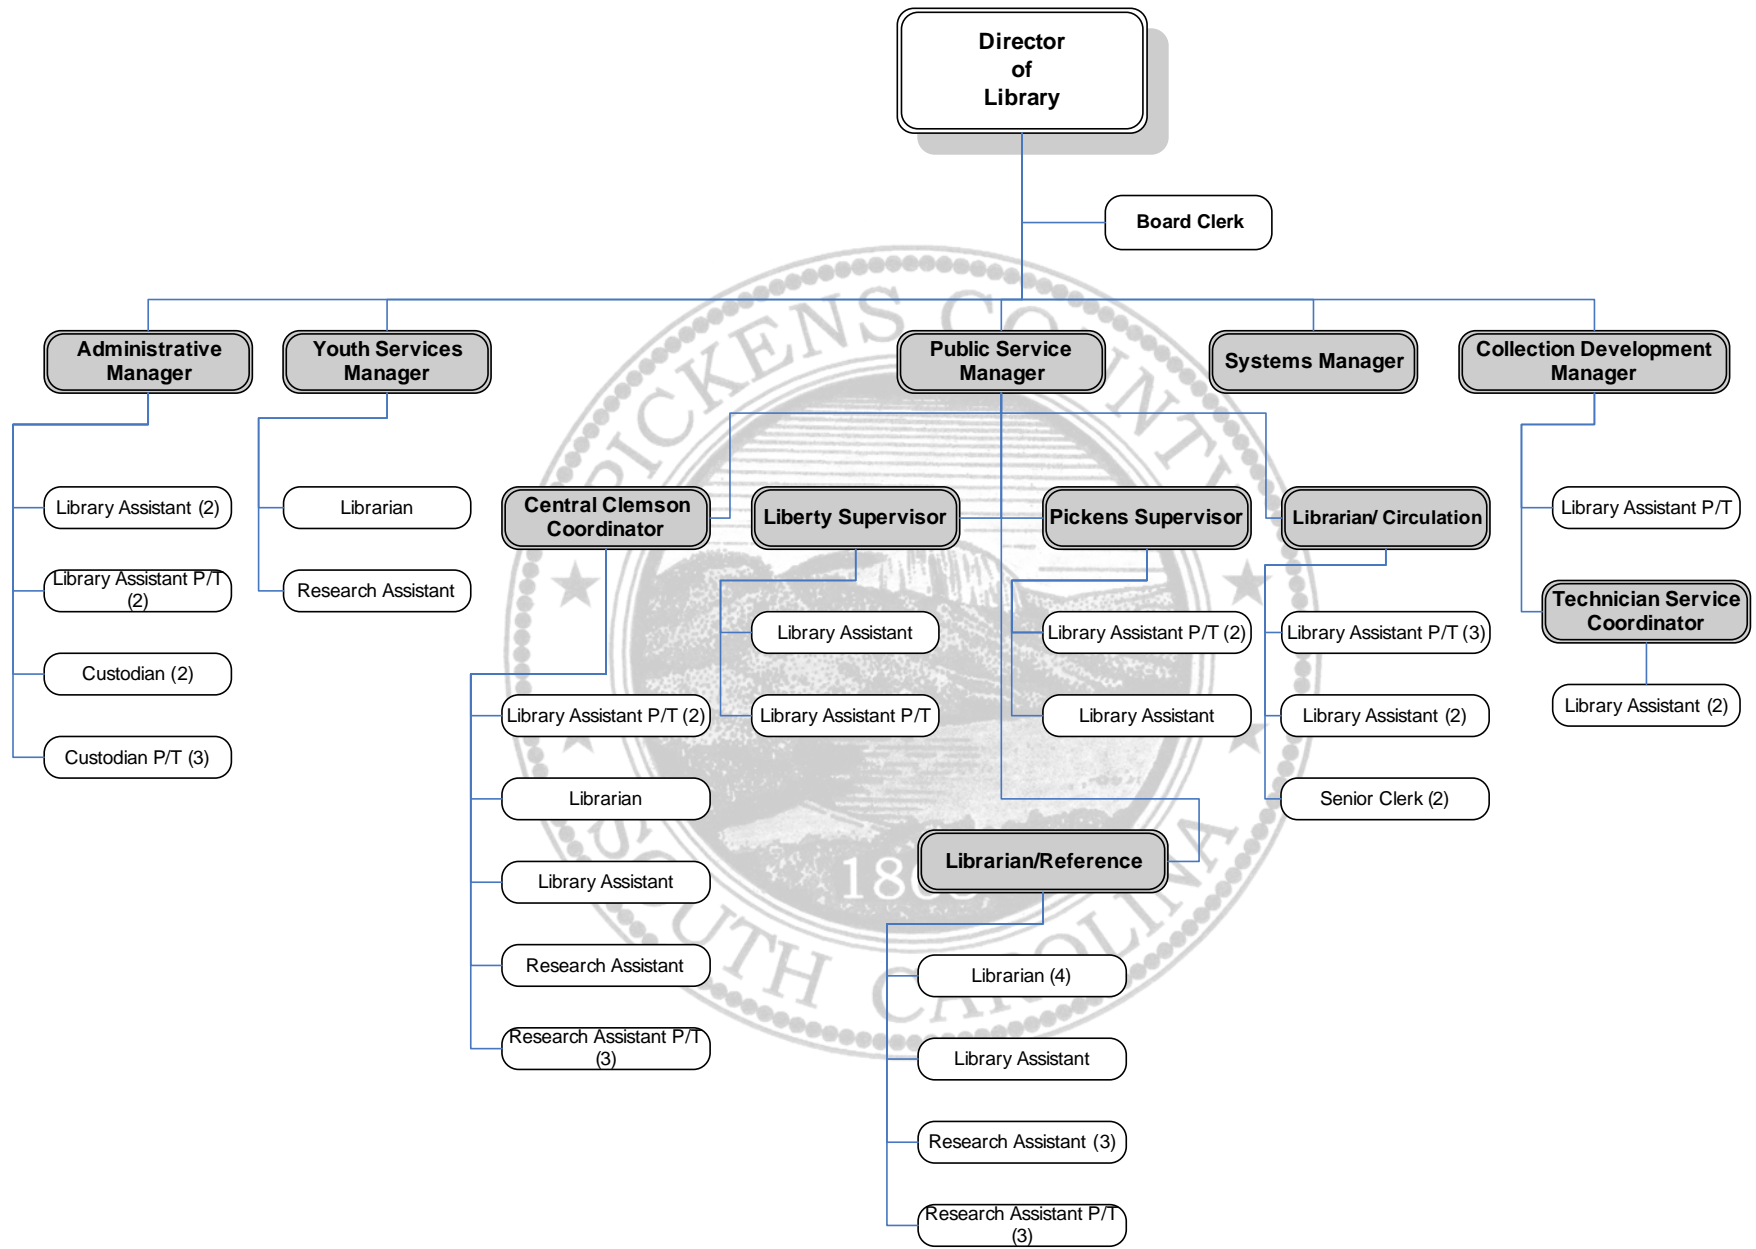 Director
of
Library
Board Clerk
Administrative
Manager
Youth Services
Manager
Public Service
Manager
Systems Manager
Collection Development
Manager
Library Assistant (2)
Library Assistant P/T
(2)
Custodian (2)
Custodian P/T (3)
Librarian
Research Assistant
Central Clemson
Coordinator
Library Assistant P/T (2)
Librarian
Library Assistant
Research Assistant
Research Assistant P/T
(3)
Liberty Supervisor
Library Assistant
Library Assistant P/T
Pickens Supervisor
Library Assistant P/T (2)
Library Assistant
Librarian/ Circulation
Library Assistant P/T (3)
Library Assistant (2)
Senior Clerk (2)
Librarian/Reference
Librarian (4)
Library Assistant
Research Assistant (3)
Research Assistant P/T
(3)
Library Assistant P/T
Technician Service
Coordinator
Library Assistant (2)
PICKENS COUNTY
SOUTH CAROLINA